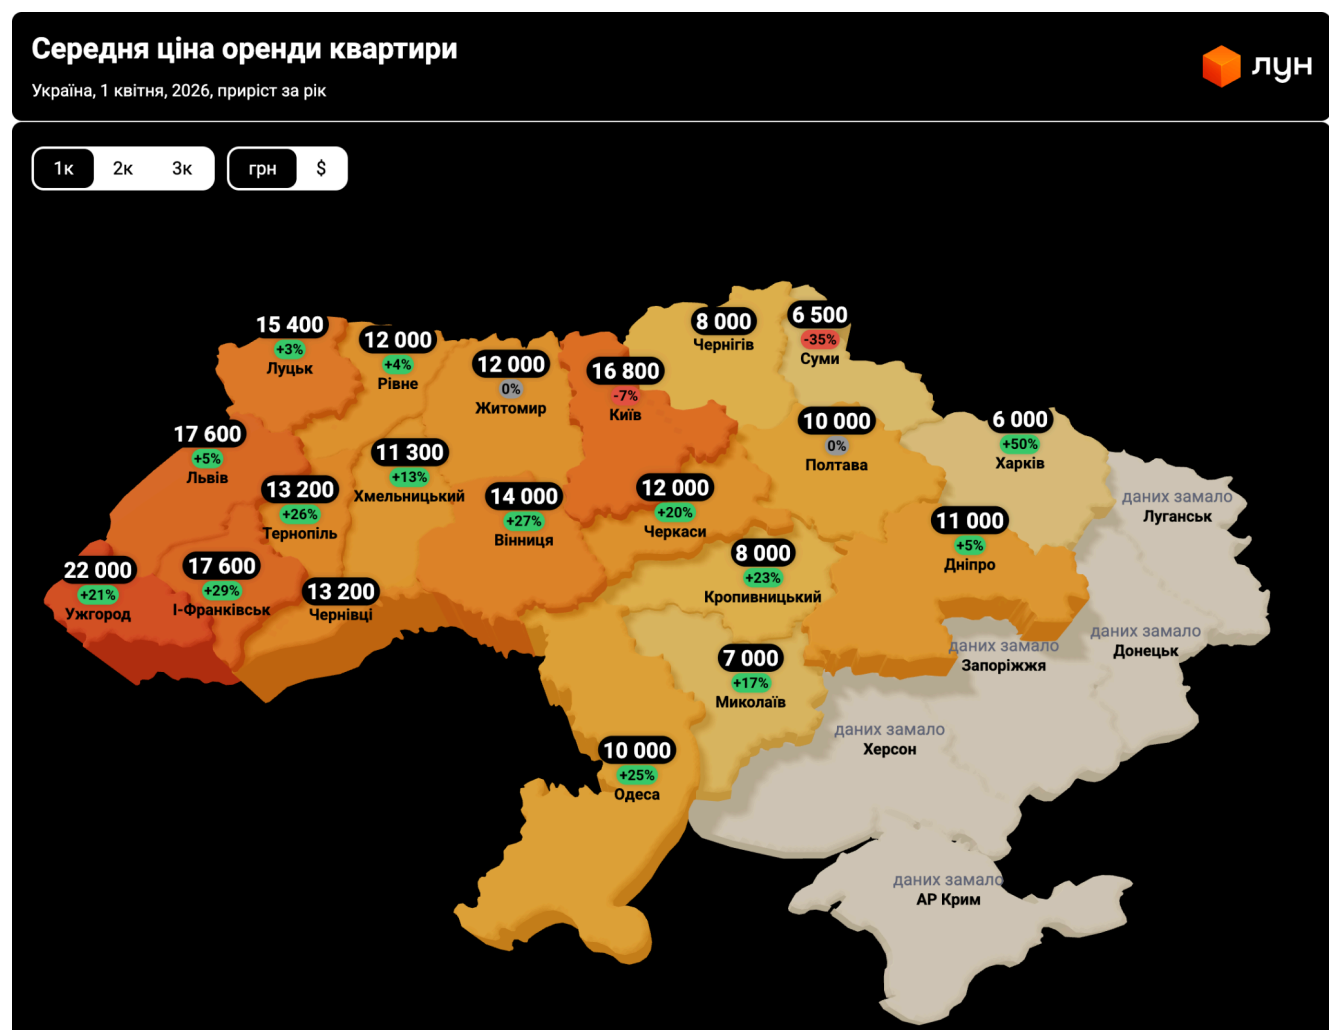 Середня ціна оренди квартири
Україна, 1 квітня, 2026, приріст за рік
лун
1к 2к 3к грн $
15 400
+3%
Луцьк
12 000
+4%
Рівне
12 000
0%
Житомир
16 800
-7%
Київ
8 000
Чернігів
6 500
-35%
Суми
17 600
+5%
Львів
13 200
+26%
Тернопіль
11 300
+13%
Хмельницький
14 000
+27%
Вінниця
12 000
+20%
Черкаси
10 000
0%
Полтава
6 000
+50%
Харків
даних замало
Луганськ
22 000
+21%
Ужгород
17 600
+29%
І-Франківськ
13 200
Чернівці
8 000
+23%
Кропивницький
11 000
+5%
Дніпро
даних замало
Донецьк
даних замало
Запоріжжя
7 000
+17%
Миколаїв
даних замало
Херсон
10 000
+25%
Одеса
даних замало
АР Крим